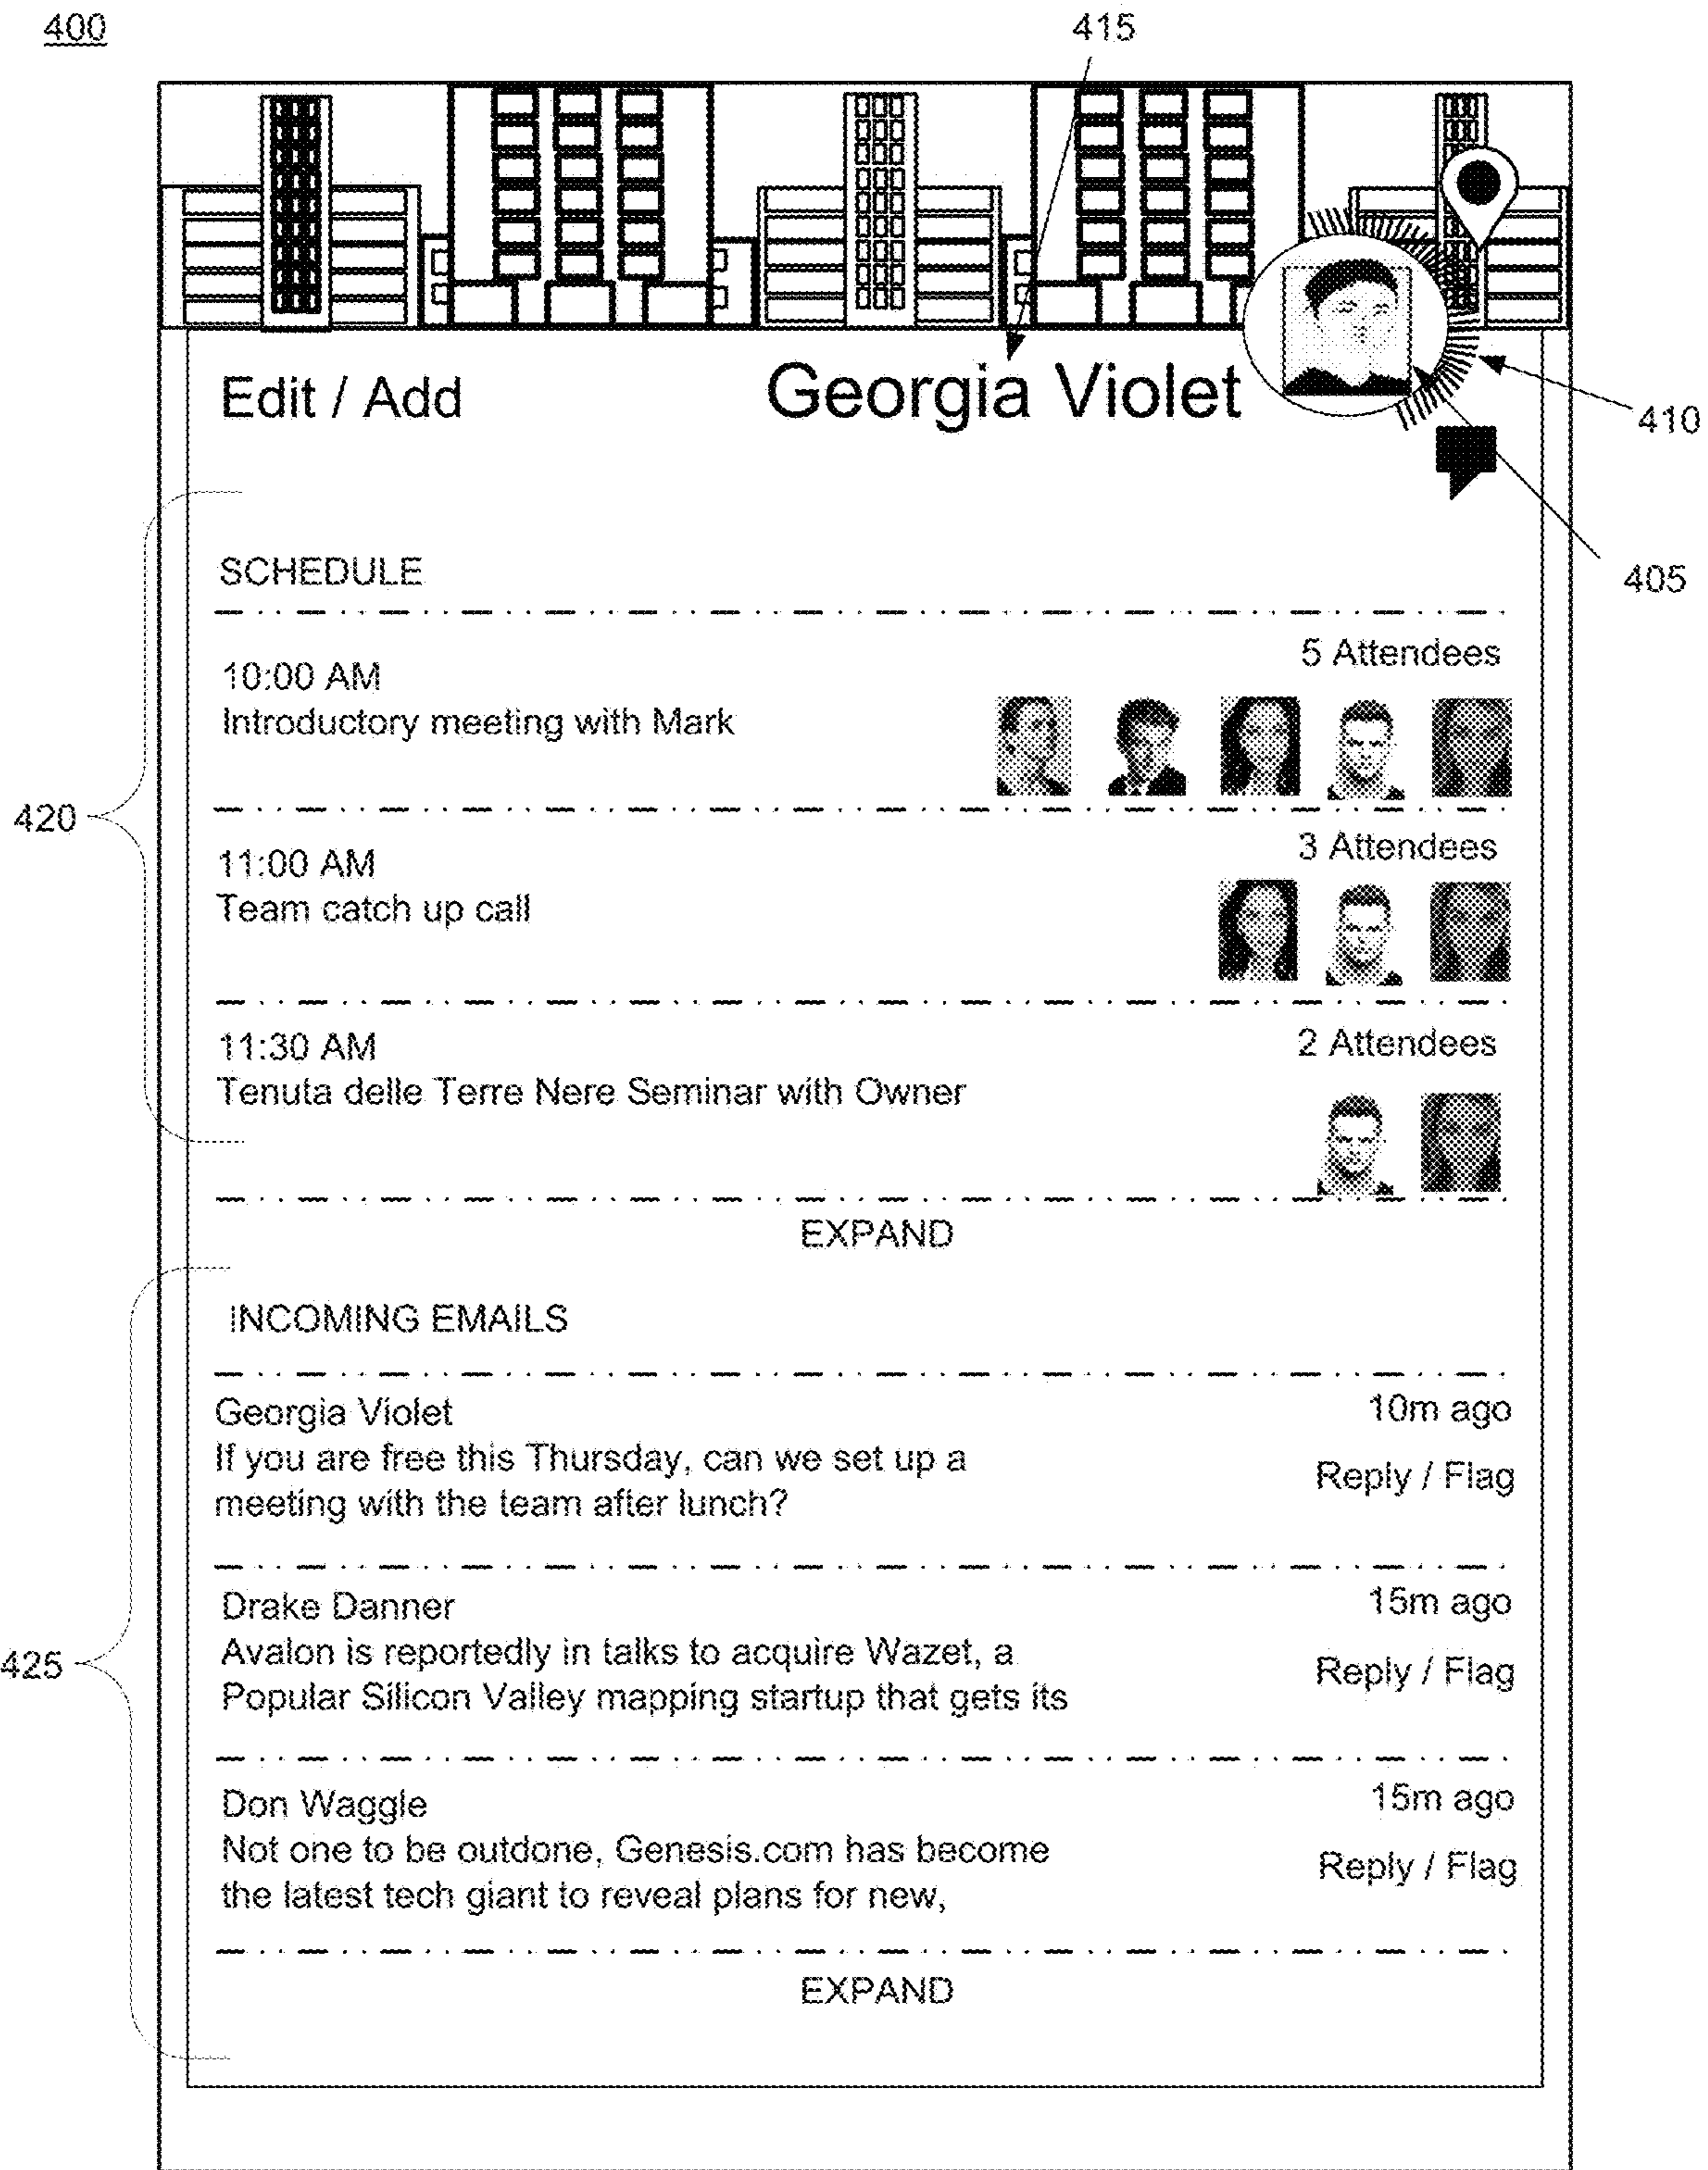 400
415
Edit / Add
Georgia Violet
410
405
SCHEDULE
5 Attendees
10:00 AM
Introductory meeting with Mark
420
3 Attendees
11:00 AM
Team catch up call
2 Attendees
11:30 AM
Tenuta delle Terre Nere Seminar with Owner
EXPAND
INCOMING EMAILS
Georgia Violet
10m ago
If you are free this Thursday, can we set up a
meeting with the team after lunch?
Reply / Flag
Drake Danner
15m ago
Avalon is reportedly in talks to acquire Wazet, a
Popular Silicon Valley mapping startup that gets its
Reply / Flag
425
Don Waggle
15m ago
Not one to be outdone, Genesis.com has become
the latest tech giant to reveal plans for new,
Reply / Flag
EXPAND